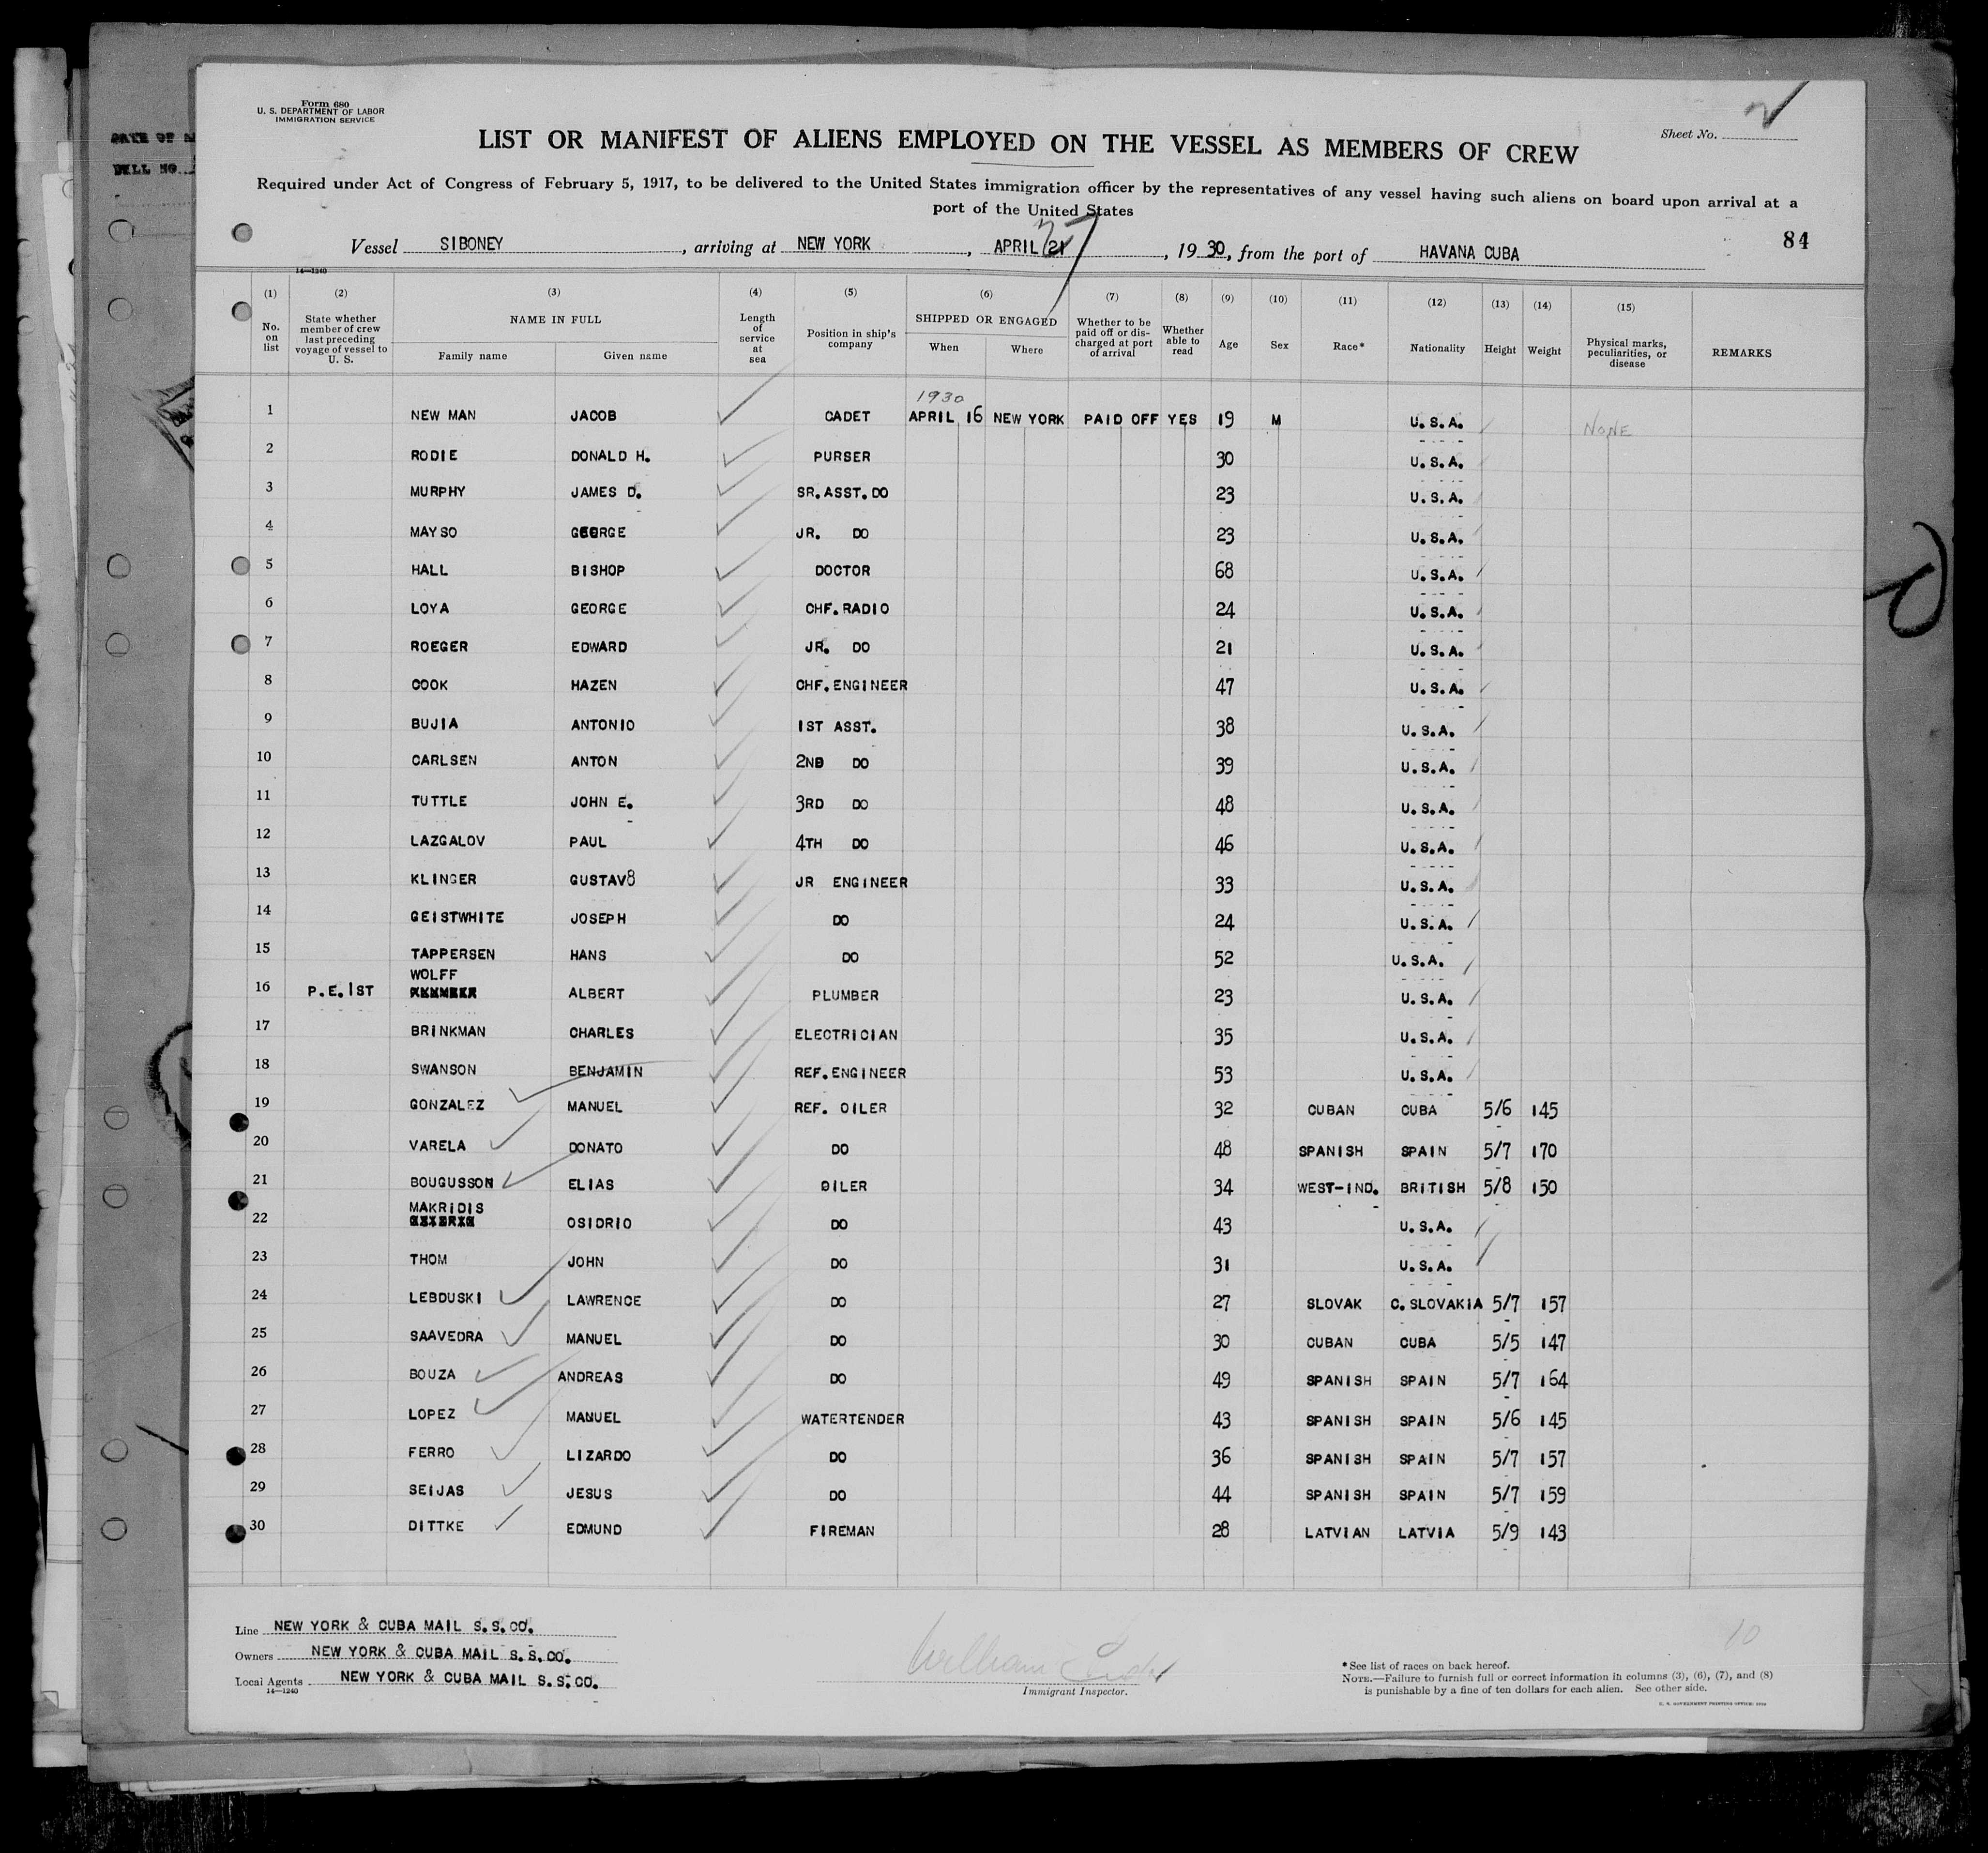 Form 680
U. S. DEPARTMENT OF LABOR
IMMIGRATION SERVICE
LIST OR MANIFEST OF ALIENS EMPLOYED ON THE VESSEL AS MEMBERS OF CREW
Sheet No. 2
Required under Act of Congress of February 5, 1917, to be delivered to the United States immigration officer by the representatives of any vessel having such aliens on board upon arrival at a
port of the United States
Vessel SIBONEY, arriving at NEW YORK, APRIL 21, 1930, from the port of HAVANA CUBA
84
14—1240
(1) (2) (3) (4) (5) (6) (7) (8) (9) (10) (11) (12) (13) (14) (15)
No. on list State whether member of crew last preceding voyage of vessel to U. S. NAME IN FULL Family name Given name Length of service at sea Position in ship's company SHIPPED OR ENGAGED When Where Whether to be paid off or discharged at port of arrival Whether able to read Age Sex Race* Nationality Height Weight Physical marks, peculiarities, or disease REMARKS
1930
1 NEW MAN JACOB CADET APRIL 16 NEW YORK PAID OFF YES 19 M U.S.A. NONE
2 RODIE DONALD H. PURSER 30 U.S.A.
3 MURPHY JAMES D. SR.ASST.DO 23 U.S.A.
4 MAYSO GEORGE JR. DO 23 U.S.A.
5 HALL BISHOP DOCTOR 68 U.S.A.
6 LOYA GEORGE CHF.RADIO 24 U.S.A.
7 ROEGER EDWARD JR. DO 21 U.S.A.
8 COOK HAZEN CHF.ENGINEER 47 U.S.A.
9 BUJIA ANTONIO 1ST ASST. 38 U.S.A.
10 CARLSEN ANTON 2ND DO 39 U.S.A.
11 TUTTLE JOHN E. 3RD DO 48 U.S.A.
12 LAZGALOV PAUL 4TH DO 46 U.S.A.
13 KLINGER GUSTAV8 JR ENGINEER 33 U.S.A.
14 GEISTWHITE JOSEPH DO 24 U.S.A.
15 TAPPERSEN HANS DO 52 U.S.A.
WOLFF
16 P.E.1ST ALBERT PLUMBER 23 U.S.A.
17 BRINKMAN CHARLES ELECTRICIAN 35 U.S.A.
18 SWANSON BENJAMIN REF.ENGINEER 53 U.S.A.
19 GONZALEZ MANUEL REF. OILER 32 CUBAN CUBA 5/6 145
20 VARELA DONATO DO 48 SPANISH SPAIN 5/7 170
21 BOUGUSSON ELIAS OILER 34 WEST-IND. BRITISH 5/8 150
MAKRIDIS
22 OSIDRIO DO 43 U.S.A.
23 THOM JOHN DO 31 U.S.A.
24 LEBDUSKI LAWRENCE DO 27 SLOVAK C.SLOVAKIA 5/7 157
25 SAAVEDRA MANUEL DO 30 CUBAN CUBA 5/5 147
26 BOUZA ANDREAS DO 49 SPANISH SPAIN 5/7 164
27 LOPEZ MANUEL WATERTENDER 43 SPANISH SPAIN 5/6 145
28 FERRO LIZARDO DO 36 SPANISH SPAIN 5/7 157
29 SEIJAS JESUS DO 44 SPANISH SPAIN 5/7 159
30 DITTKE EDMUND FIREMAN 28 LATVIAN LATVIA 5/9 143
Line NEW YORK & CUBA MAIL S.S.CO.
Owners NEW YORK & CUBA MAIL S.S.CO.
Local Agents NEW YORK & CUBA MAIL S.S.CO.
14—1240
William
Immigrant Inspector.
10
*See list of races on back hereof.
NOTE.—Failure to furnish full or correct information in columns (3), (6), (7), and (8)
is punishable by a fine of ten dollars for each alien. See other side.